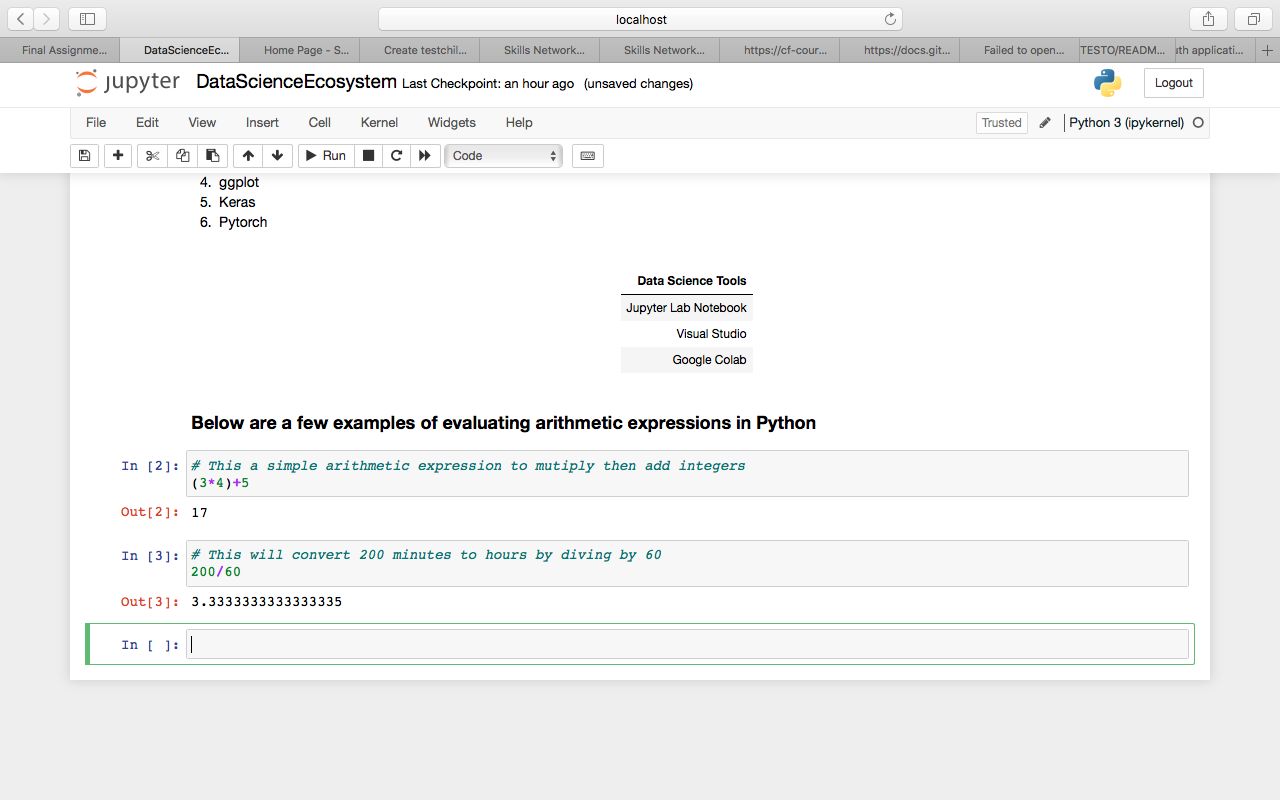 localhost
Final Assignme... DataScienceEc... Home Page - S... Create testchil... Skills Network... Skills Network... https://cf-cour... https://docs.git... Failed to open... TESTO/READM... uth applicati...
jupyter DataScienceEcosystem Last Checkpoint: an hour ago (unsaved changes) Logout
File Edit View Insert Cell Kernel Widgets Help Trusted Python 3 (ipykernel)
Run Code
4. ggplot
5. Keras
6. Pytorch
Data Science Tools
Jupyter Lab Notebook
Visual Studio
Google Colab
Below are a few examples of evaluating arithmetic expressions in Python
In [2]: # This a simple arithmetic expression to mutiply then add integers
(3*4)+5
Out[2]: 17
In [3]: # This will convert 200 minutes to hours by diving by 60
200/60
Out[3]: 3.3333333333333335
In [ ]: